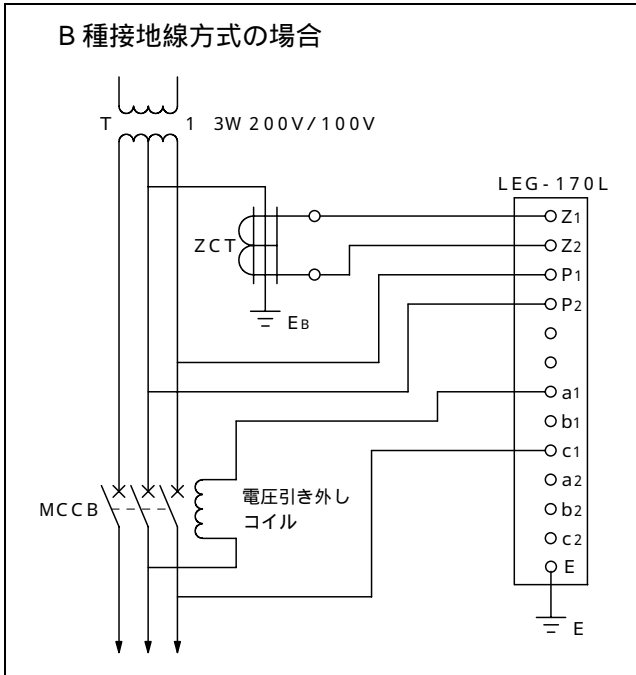 B 種接地線方式の場合
T 1 3W 200V/100V
LEG-170L
Z1
ZCT
Z2
P1
P2
EB
a1
b1
c1
電圧引き外し
コイル
MCCB
a2
b2
c2
E
E